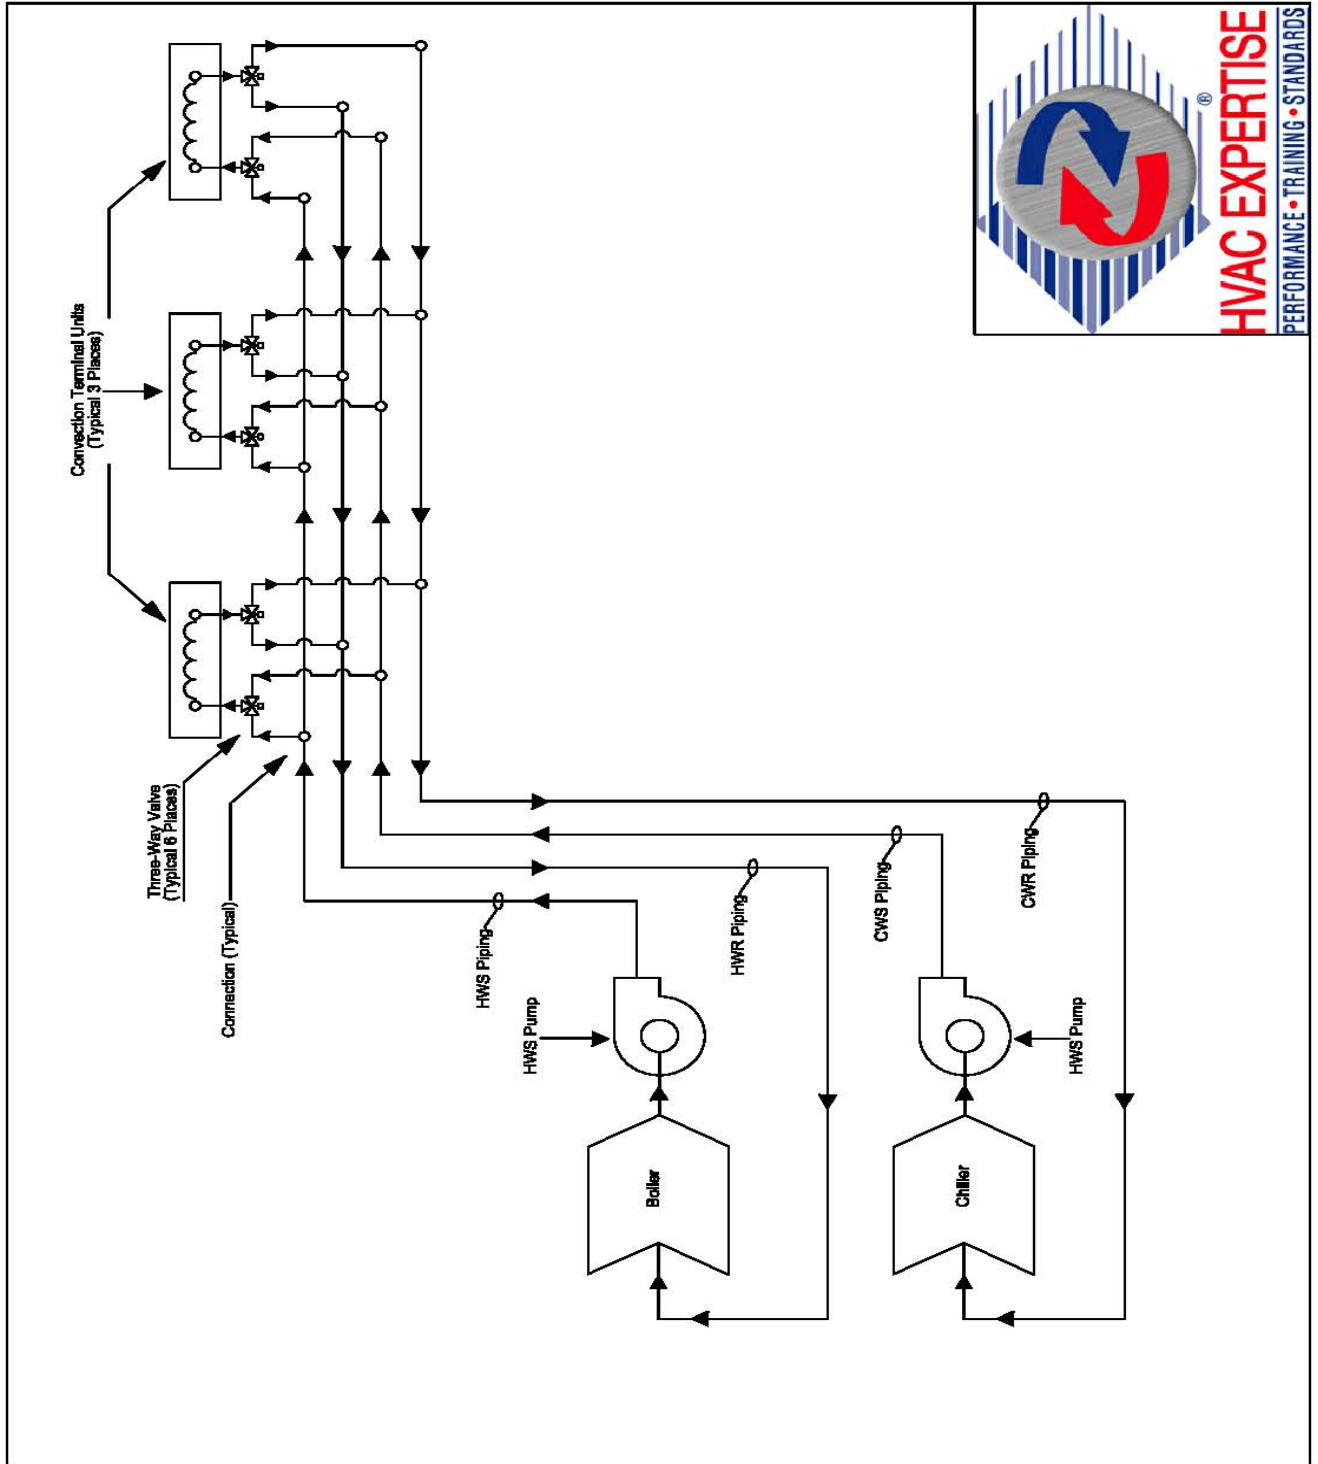 Convection Terminal Units
(Typical 3 Places)
Three-Way Valve
(Typical 6 Places)
Connection (Typical)
HWS Piping
HWR Piping
CWS Piping
CWR Piping
HWS Pump
HWS Pump
Boiler
Chiller
HVAC EXPERTISE
PERFORMANCE•TRAINING•STANDARDS
®